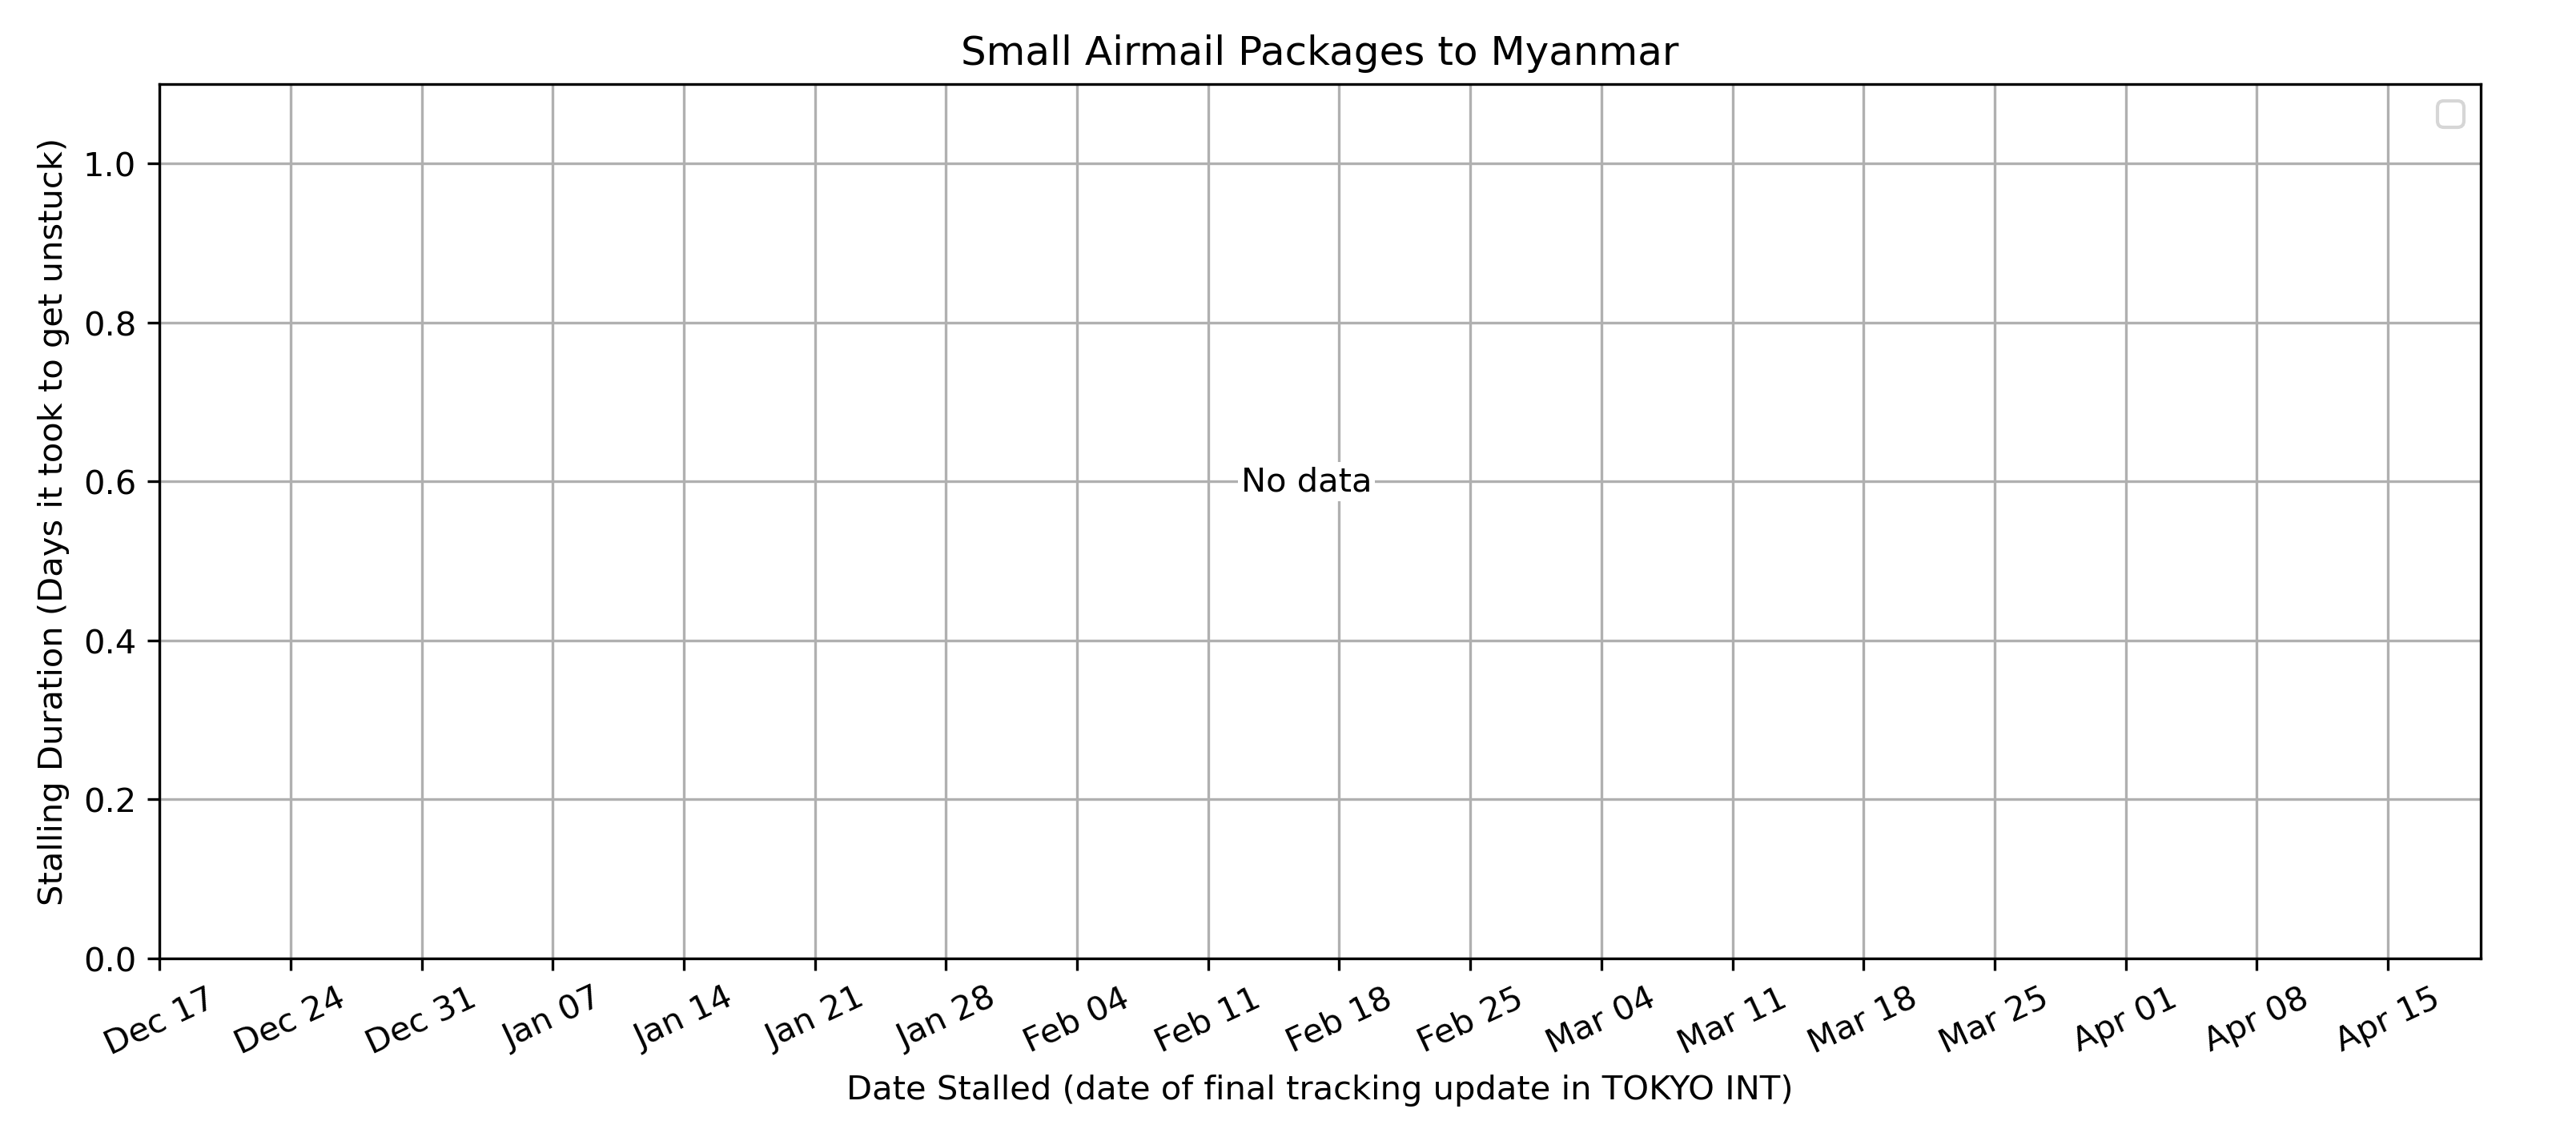 Small Airmail Packages to Myanmar
Stalling Duration (Days it took to get unstuck)
1.0
0.8
0.6
0.4
0.2
0.0
No data
Dec 17
Dec 24
Dec 31
Jan 07
Jan 14
Jan 21
Jan 28
Feb 04
Feb 11
Feb 18
Feb 25
Mar 04
Mar 11
Mar 18
Mar 25
Apr 01
Apr 08
Apr 15
Date Stalled (date of final tracking update in TOKYO INT)